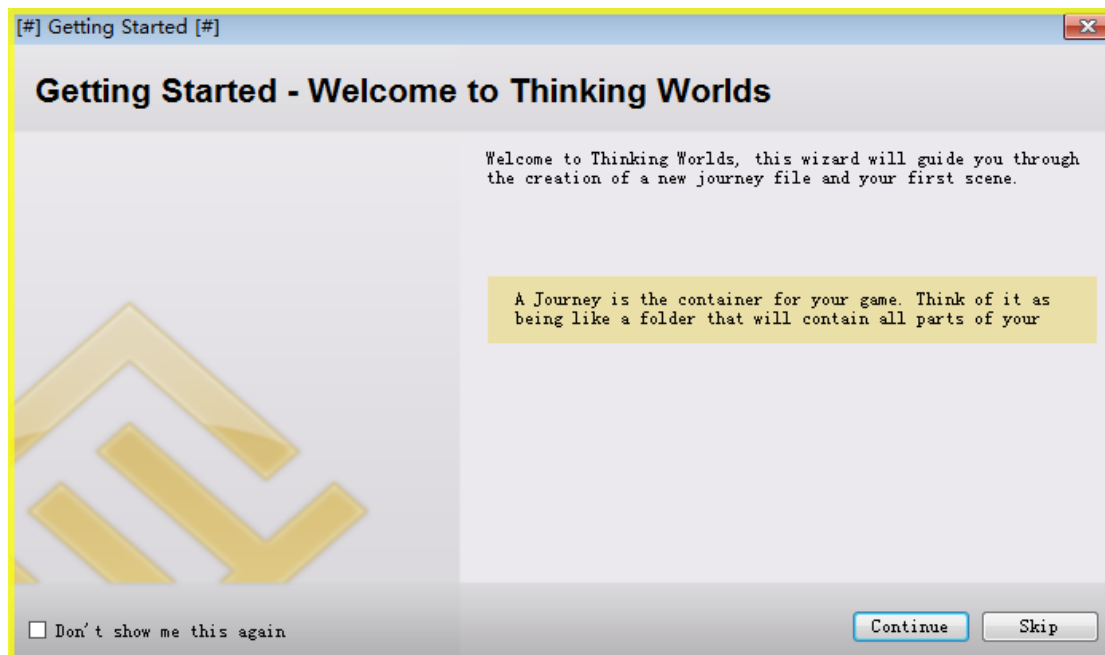 [#] Getting Started [#]
Getting Started - Welcome to Thinking Worlds
Welcome to Thinking Worlds, this wizard will guide you through
the creation of a new journey file and your first scene.
A Journey is the container for your game. Think of it as
being like a folder that will contain all parts of your
Don't show me this again
Continue
Skip